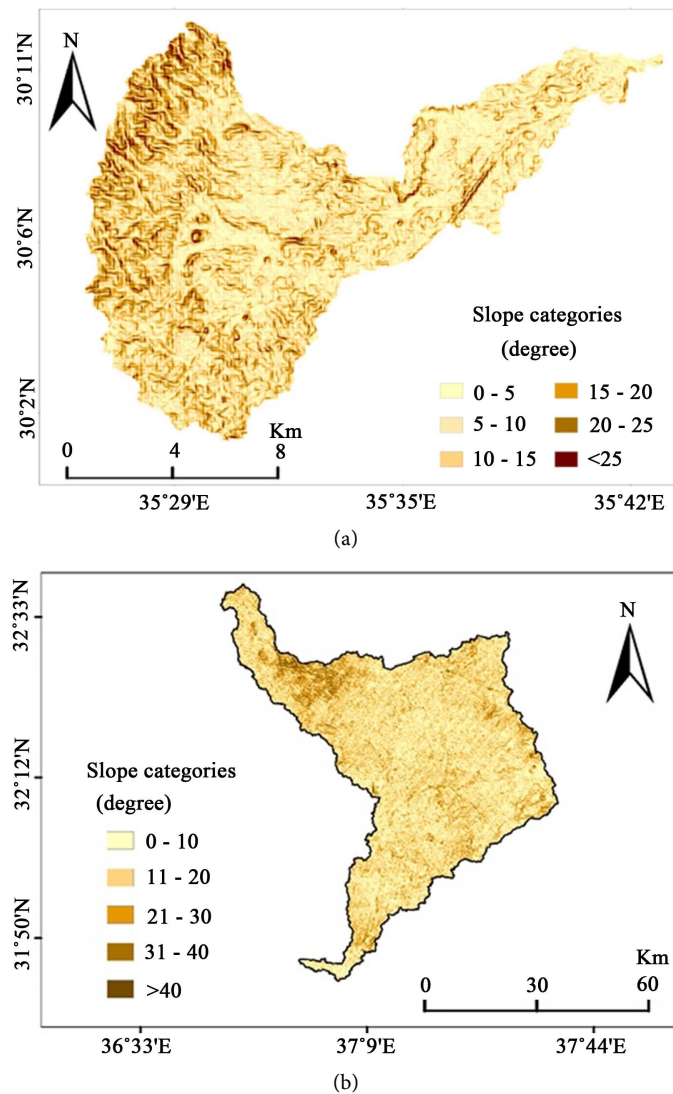 N
30°11'N
30°6'N
30°2'N
Slope categories
(degree)
0 - 5
15 - 20
5 - 10
20 - 25
10 - 15
<25
Km
0
4
8
35°29'E
35°35'E
35°42'E
(a)
N
32°33'N
32°12'N
31°50'N
Slope categories
(degree)
0 - 10
11 - 20
21 - 30
31 - 40
>40
Km
0
30
60
36°33'E
37°9'E
37°44'E
(b)